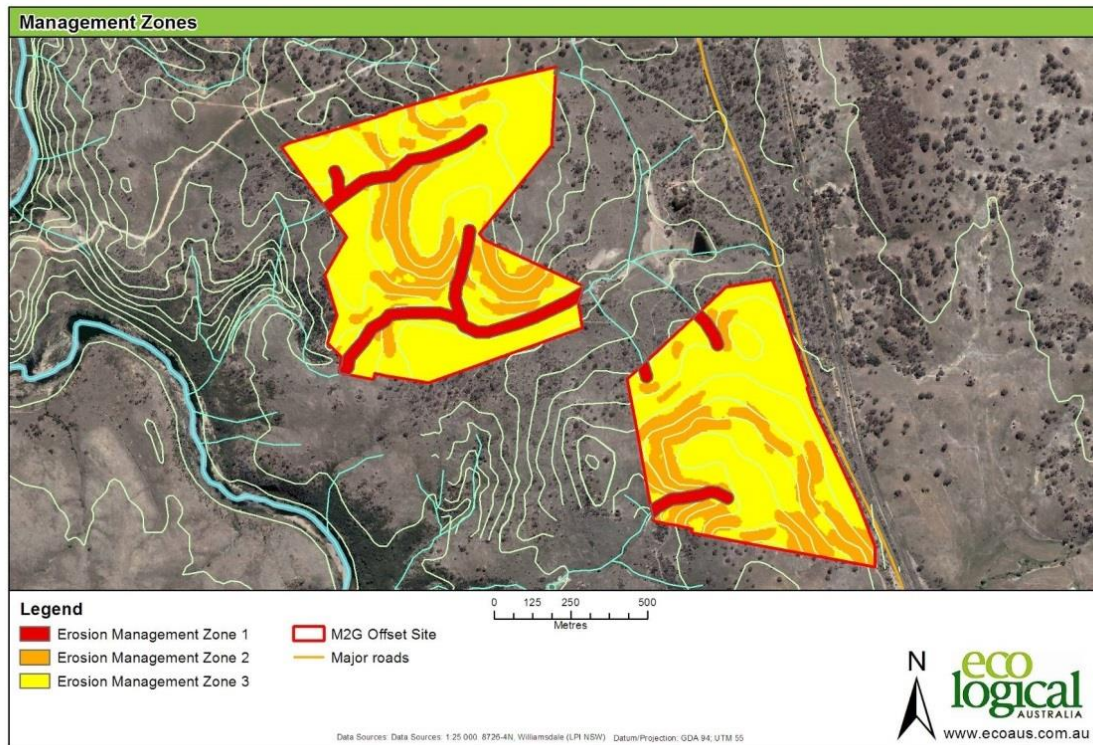 Management Zones
Legend
Erosion Management Zone 1
Erosion Management Zone 2
Erosion Management Zone 3
M2G Offset Site
Major roads
0 125 250 500
Metres
N
eco
logical
AUSTRALIA
www.ecoaus.com.au
Data Sources: Data Sources: 1:25 000 8726-4N, Williamsdale (LPI NSW) Datum/Projection: GDA 94; UTM 55